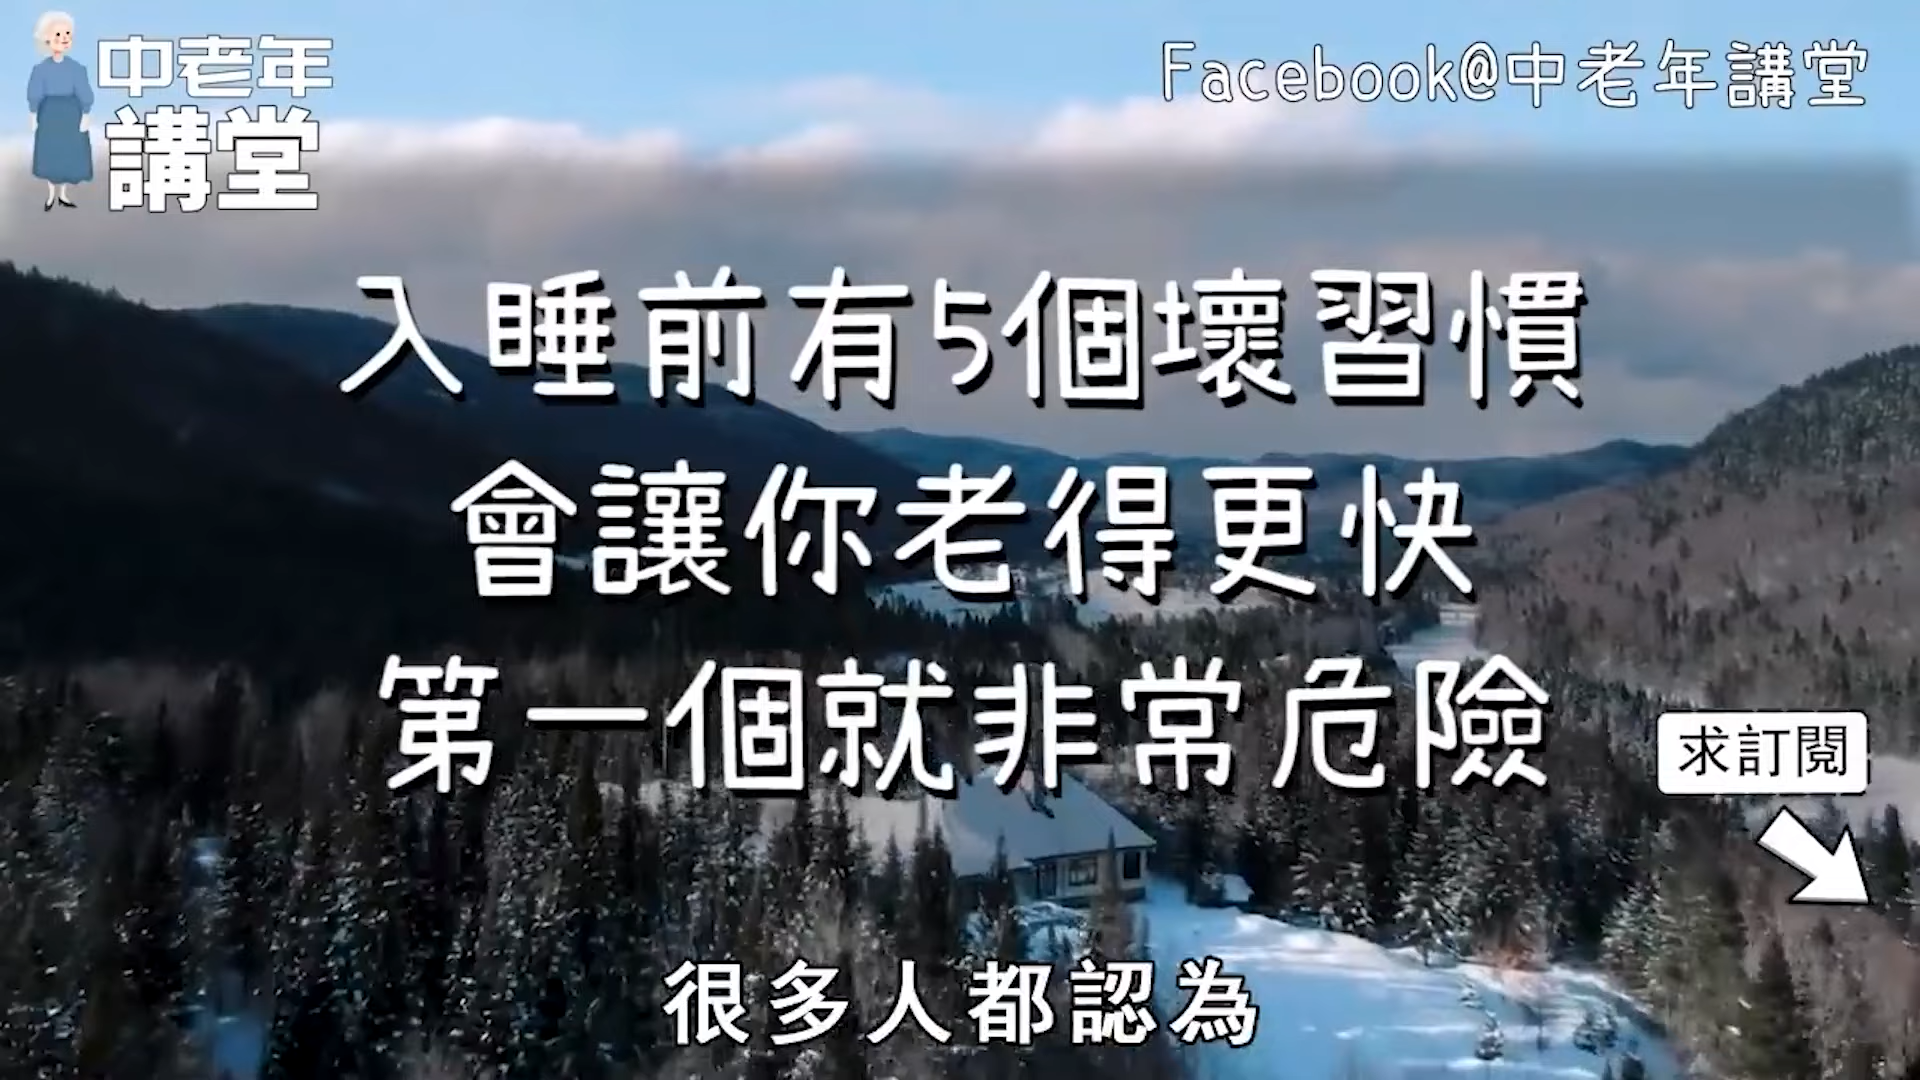 中老年
講堂
Facebook@中老年講堂
入睡前有5個壞習慣
會讓你老得更快
第一個就非常危險
求訂閱
很多人都認為